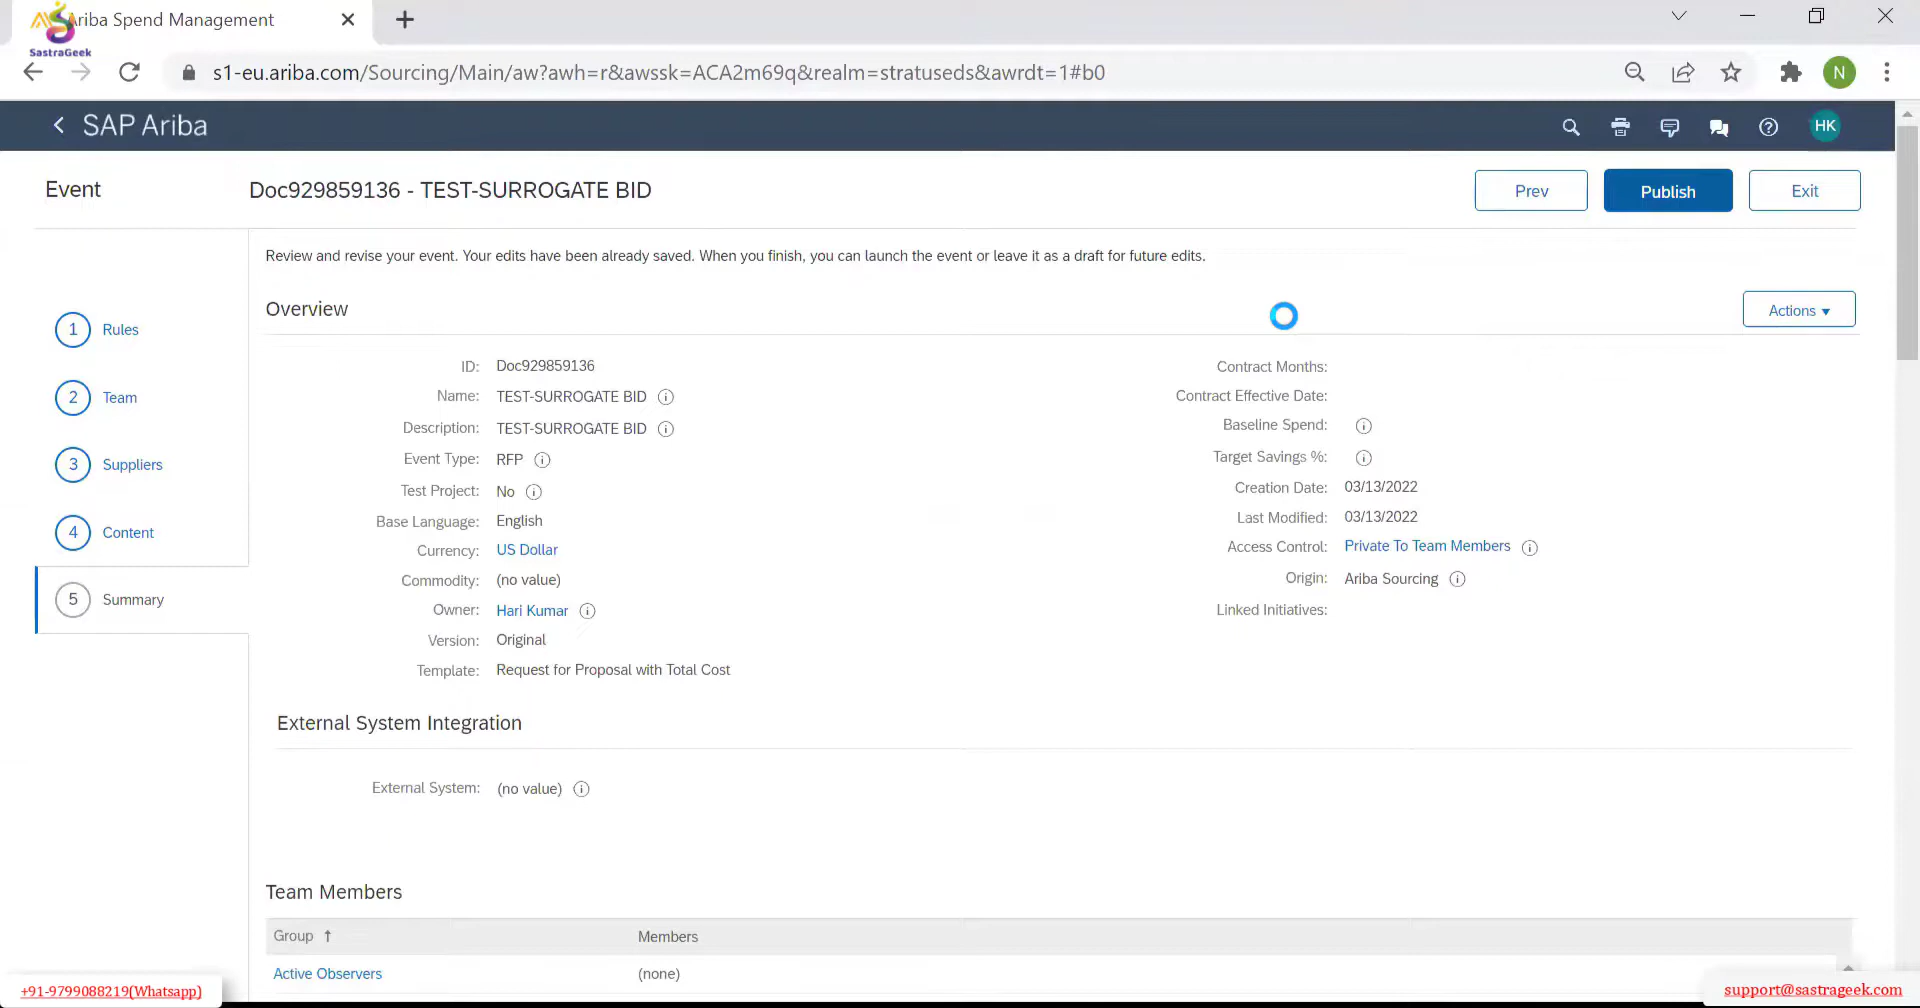 Ariba Spend Management
SastraGeek
s1-eu.ariba.com/Sourcing/Main/aw?awh=r&awssk=ACA2m69q&realm=stratuseds&awrdt=1#b0
N
SAP Ariba
HK
Event
Doc929859136 - TEST-SURROGATE BID
Prev
Publish
Exit
Review and revise your event. Your edits have been already saved. When you finish, you can launch the event or leave it as a draft for future edits.
Overview
Actions ▾
1 Rules
2 Team
3 Suppliers
4 Content
5 Summary
ID: Doc929859136
Name: TEST-SURROGATE BID
Description: TEST-SURROGATE BID
Event Type: RFP
Test Project: No
Base Language: English
Currency: US Dollar
Commodity: (no value)
Owner: Hari Kumar
Version: Original
Template: Request for Proposal with Total Cost
Contract Months:
Contract Effective Date:
Baseline Spend:
Target Savings %:
Creation Date: 03/13/2022
Last Modified: 03/13/2022
Access Control: Private To Team Members
Origin: Ariba Sourcing
Linked Initiatives:
External System Integration
External System: (no value)
Team Members
Group ↑ Members
Active Observers (none)
+91-9799088219(Whatsapp)
support@sastrageek.com